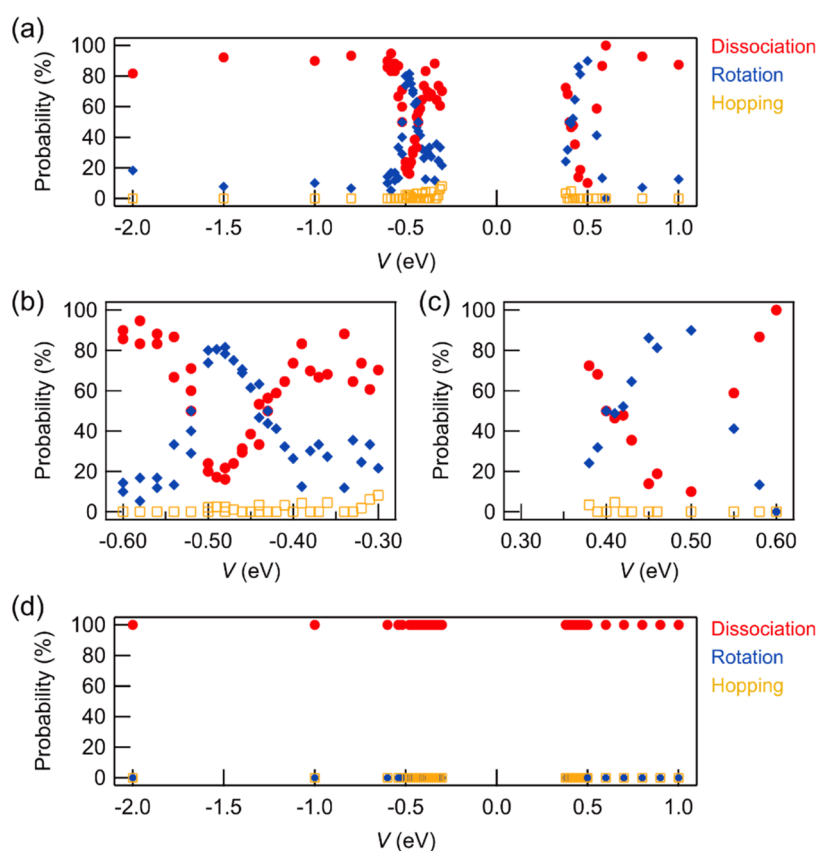 (a)
Probability (%)
100
80
60
40
20
0
-2.0 -1.5 -1.0 -0.5 0.0 0.5 1.0
V (eV)
Dissociation
Rotation
Hopping
(b)
Probability (%)
100
80
60
40
20
0
-0.60 -0.50 -0.40 -0.30
V (eV)
(c)
Probability (%)
100
80
60
40
20
0
0.30 0.40 0.50 0.60
V (eV)
(d)
Probability (%)
100
80
60
40
20
0
-2.0 -1.5 -1.0 -0.5 0.0 0.5 1.0
V (eV)
Dissociation
Rotation
Hopping